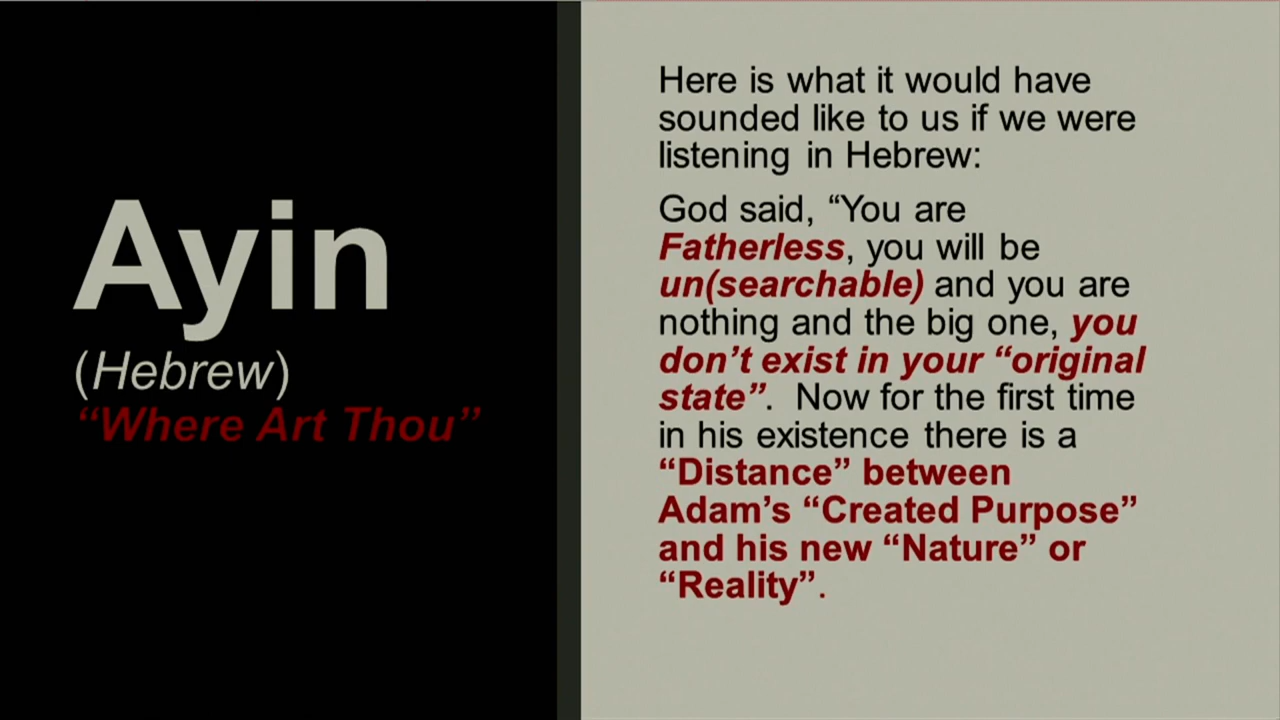 Ayin
(Hebrew)
“Where Art Thou”
Here is what it would have
sounded like to us if we were
listening in Hebrew:
God said, “You are
Fatherless, you will be
un(searchable) and you are
nothing and the big one, you
don’t exist in your “original
state”. Now for the first time
in his existence there is a
“Distance” between
Adam’s “Created Purpose”
and his new “Nature” or
“Reality”.